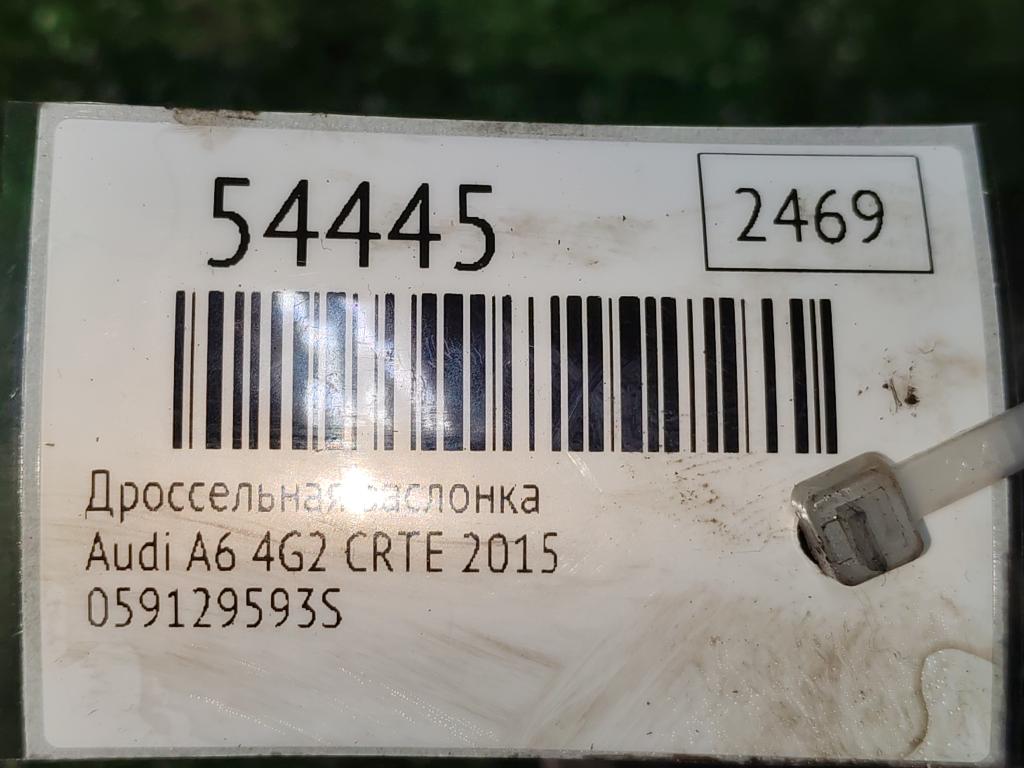 54445
2469
Дроссельная заслонка
Audi A6 4G2 CRTE 2015
059129593S